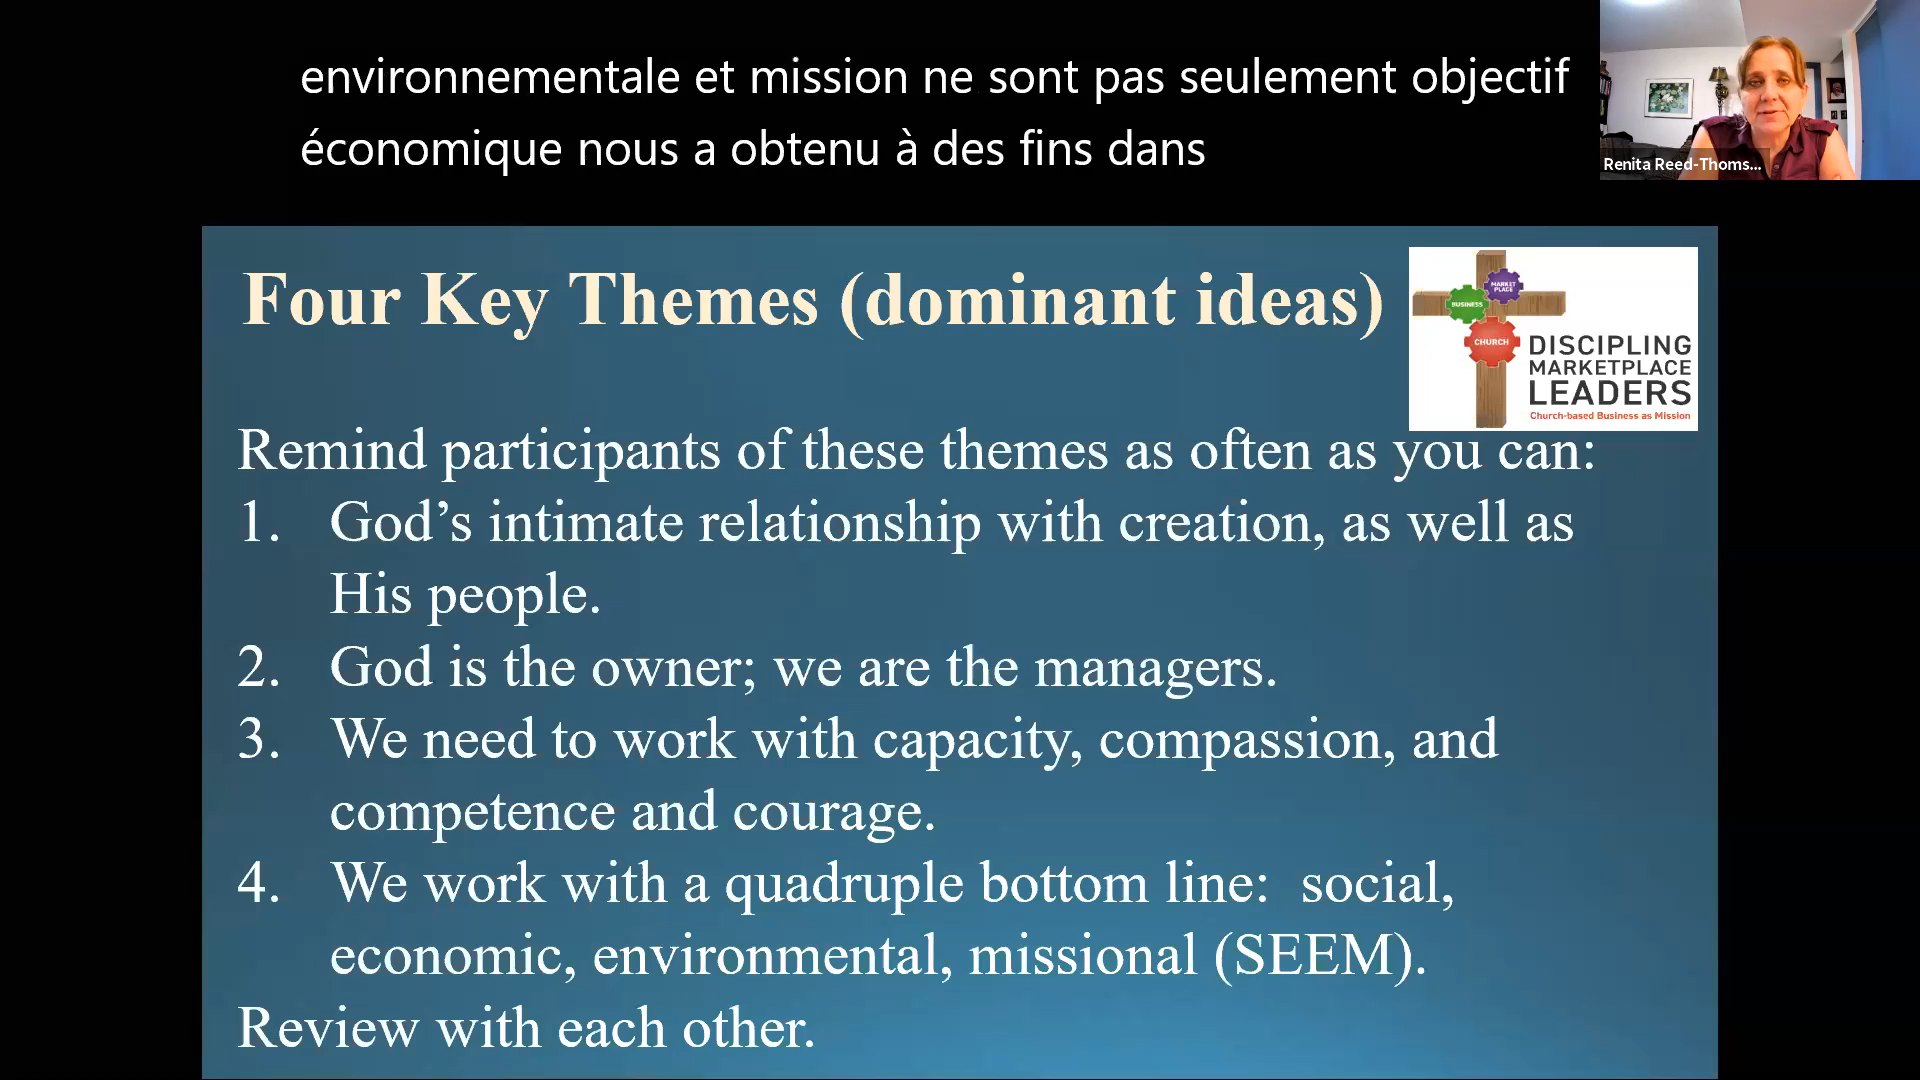 environnementale et mission ne sont pas seulement objectif
économique nous a obtenu à des fins dans
Renita Reed-Thoms...
Four Key Themes (dominant ideas)
MARKET
PLACE
BUSINESS
CHURCH
DISCIPLING
MARKETPLACE
LEADERS
Church-based Business as Mission
Remind participants of these themes as often as you can:
1. God’s intimate relationship with creation, as well as
His people.
2. God is the owner; we are the managers.
3. We need to work with capacity, compassion, and
competence and courage.
4. We work with a quadruple bottom line: social,
economic, environmental, missional (SEEM).
Review with each other.